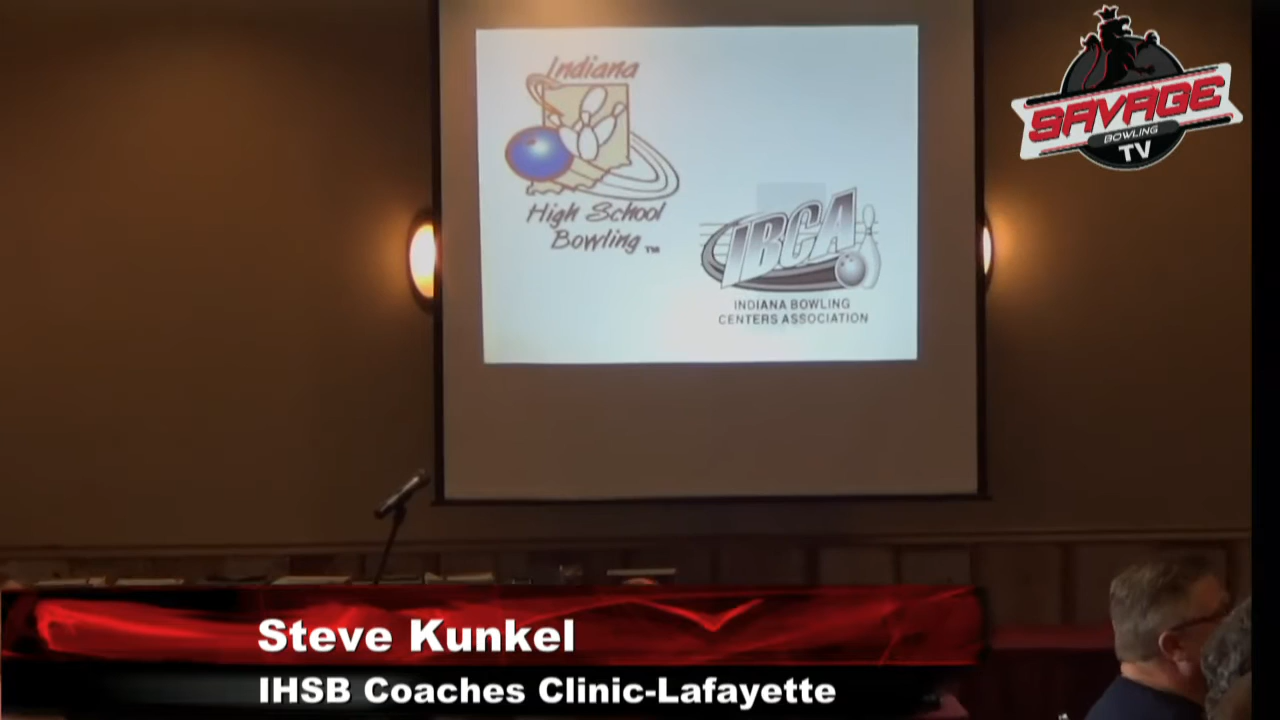 Indiana
High School
Bowling TM
IBCA
INDIANA BOWLING
CENTERS ASSOCIATION
SAVAGE
BOWLING
TV
Steve Kunkel
IHSB Coaches Clinic-Lafayette